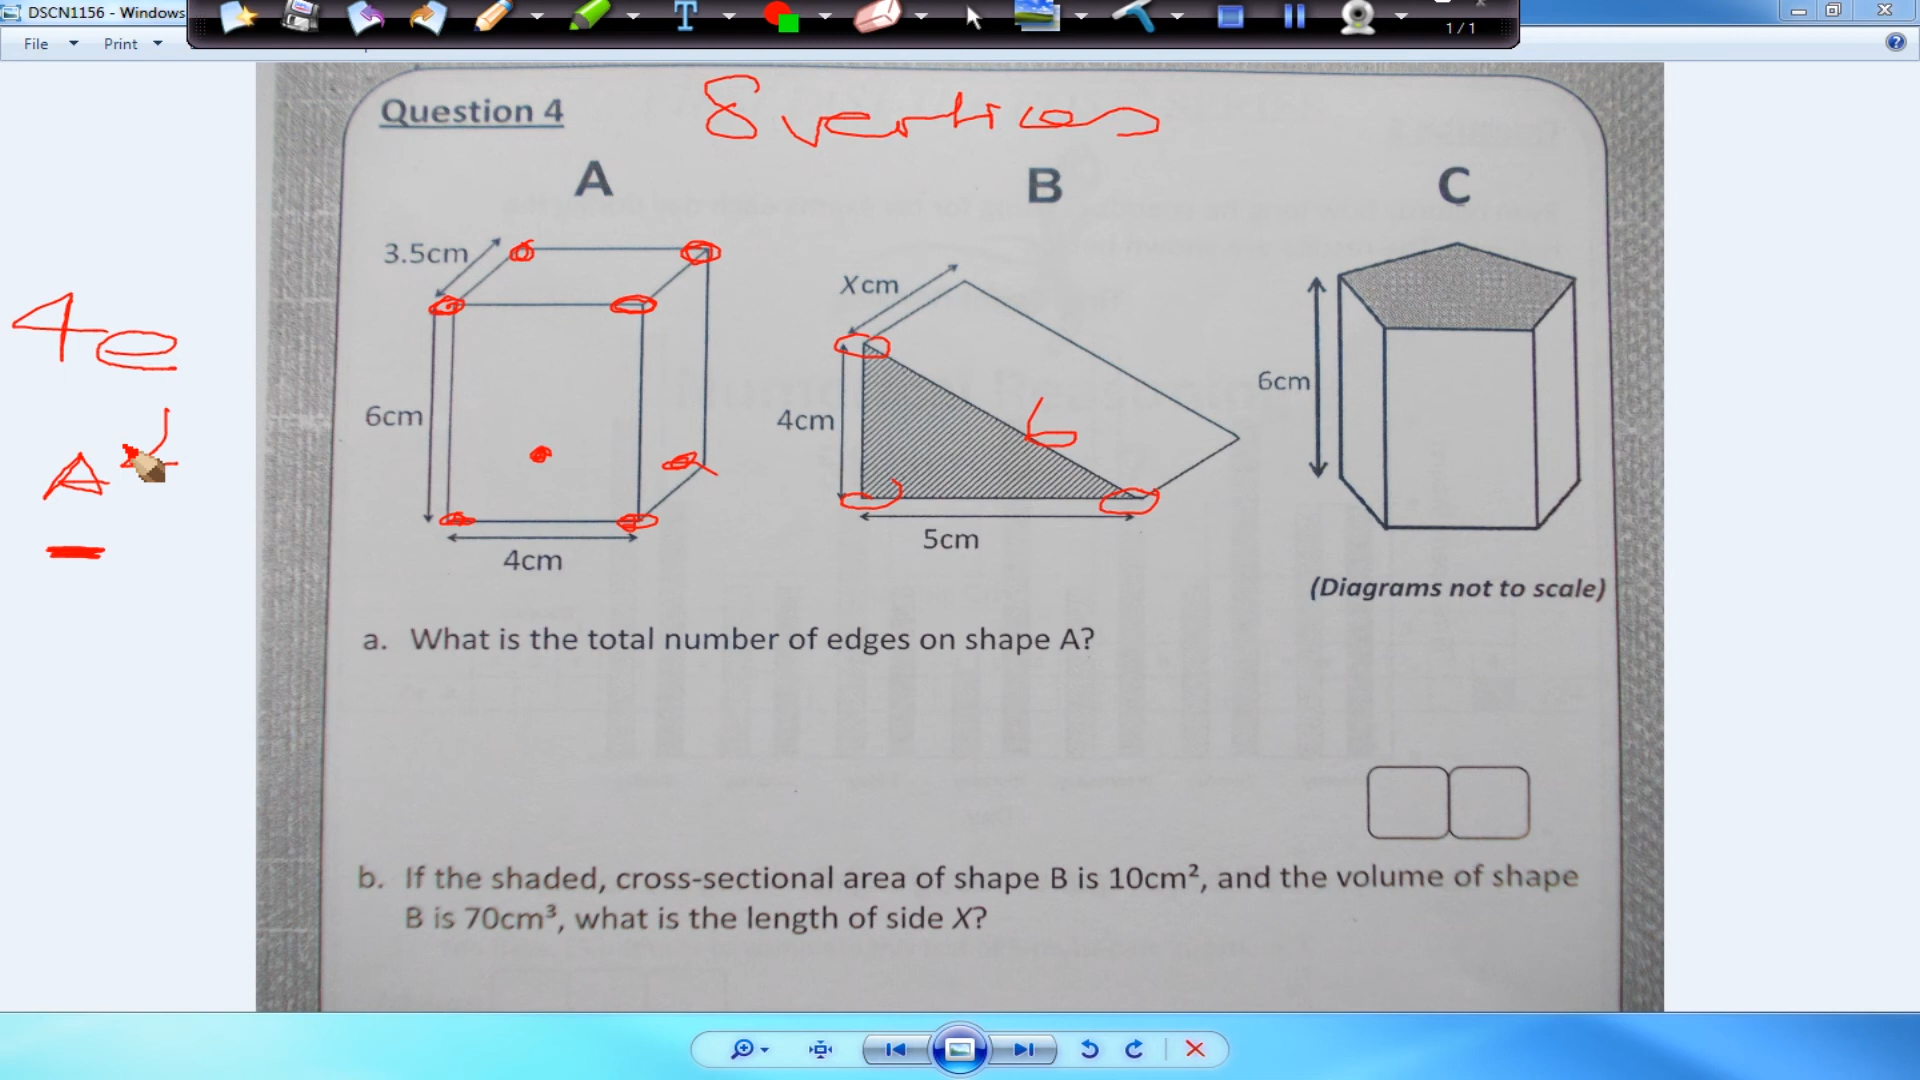 DSCN1156 - Windows
File Print
1/1
Question 4
8 vertices
A B C
3.5cm
X cm
4e
6cm
4cm
6cm
6
A
5cm
4cm
(Diagrams not to scale)
a. What is the total number of edges on shape A?
b. If the shaded, cross-sectional area of shape B is 10cm², and the volume of shape
B is 70cm³, what is the length of side X?